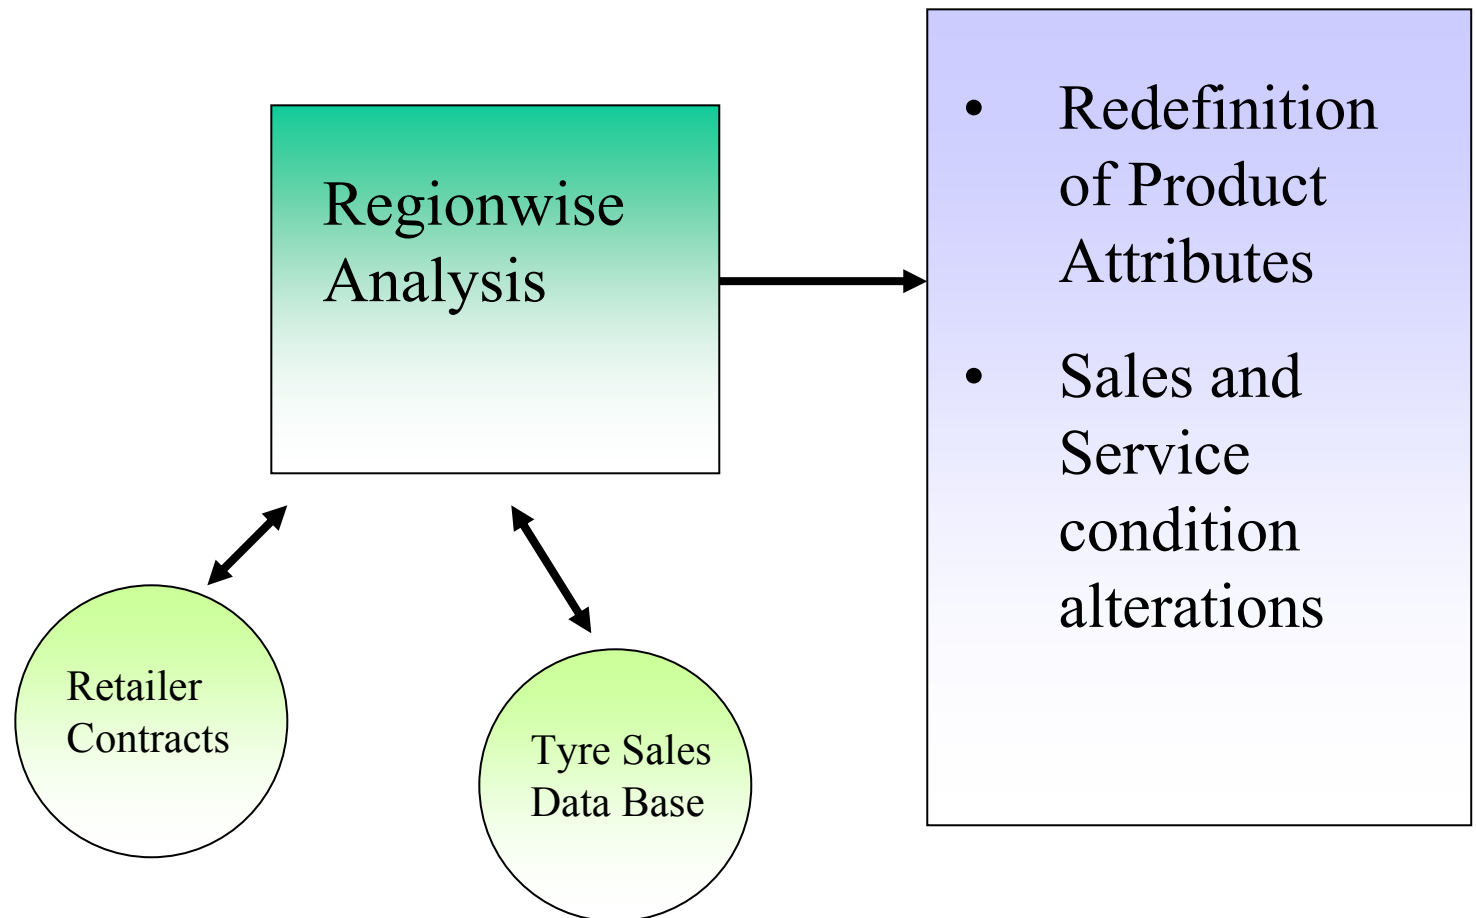 Regionwise
Analysis
• Redefinition
of Product
Attributes
• Sales and
Service
condition
alterations
Retailer
Contracts
Tyre Sales
Data Base